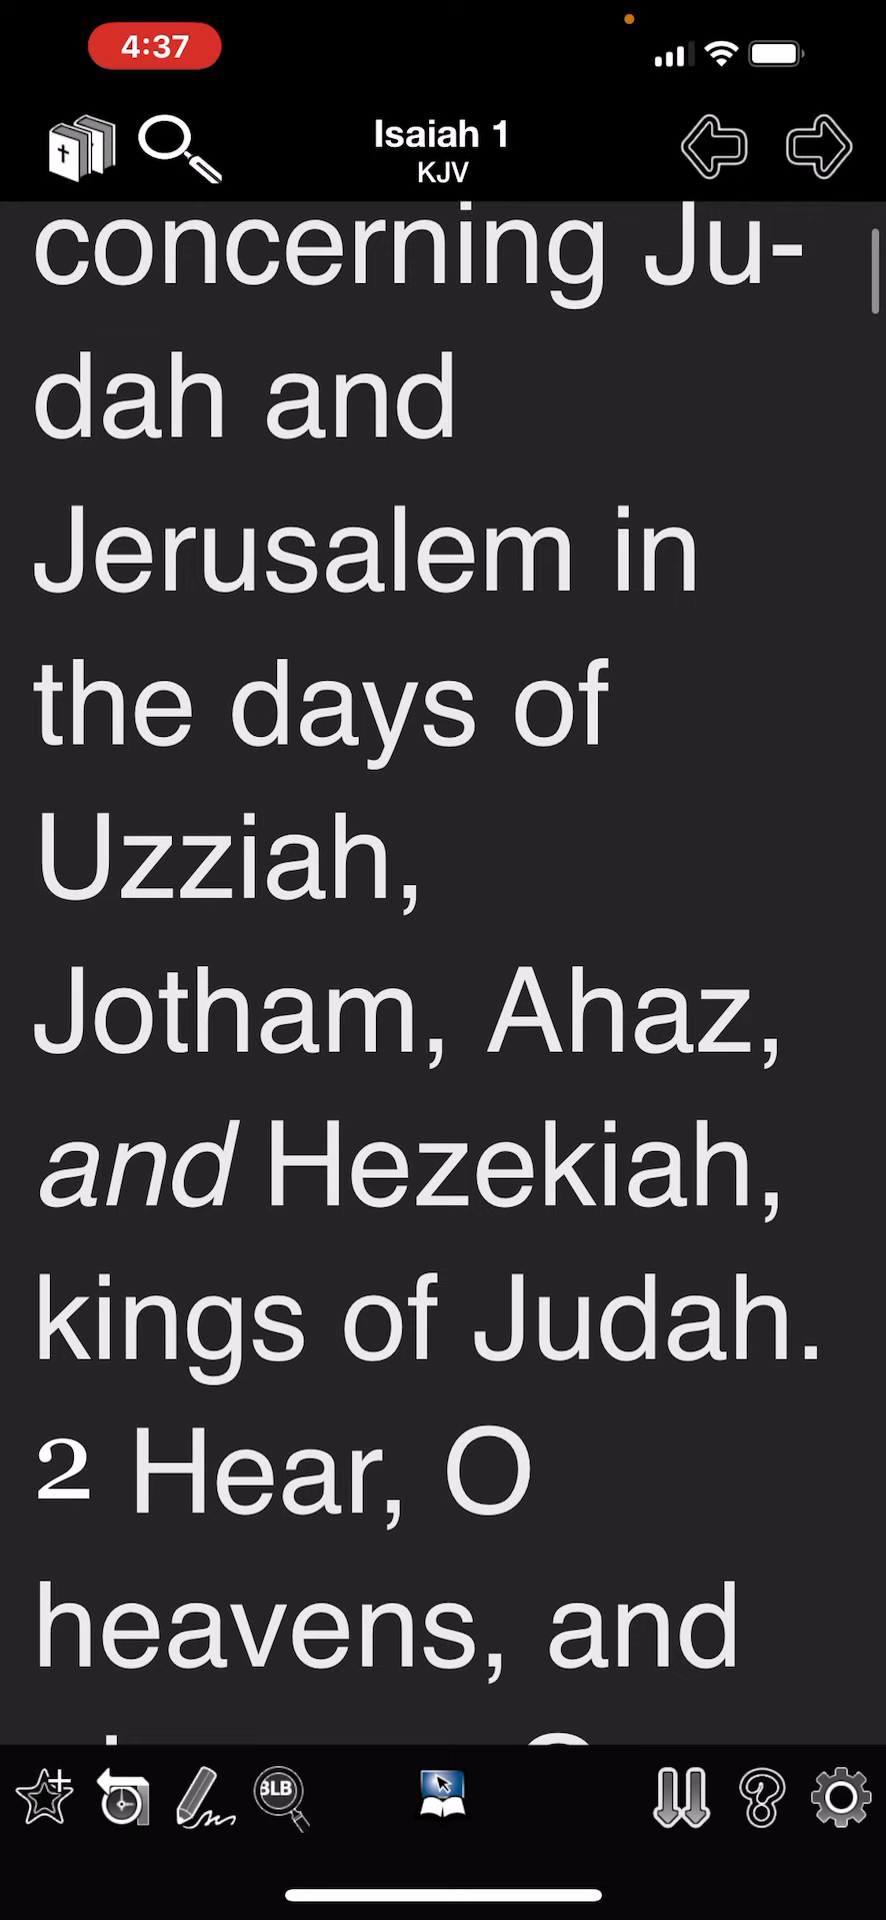 4:37
Isaiah 1
KJV
concerning Ju-
dah and
Jerusalem in
the days of
Uzziah,
Jotham, Ahaz,
and Hezekiah,
kings of Judah.
2 Hear, O
heavens, and
BLB